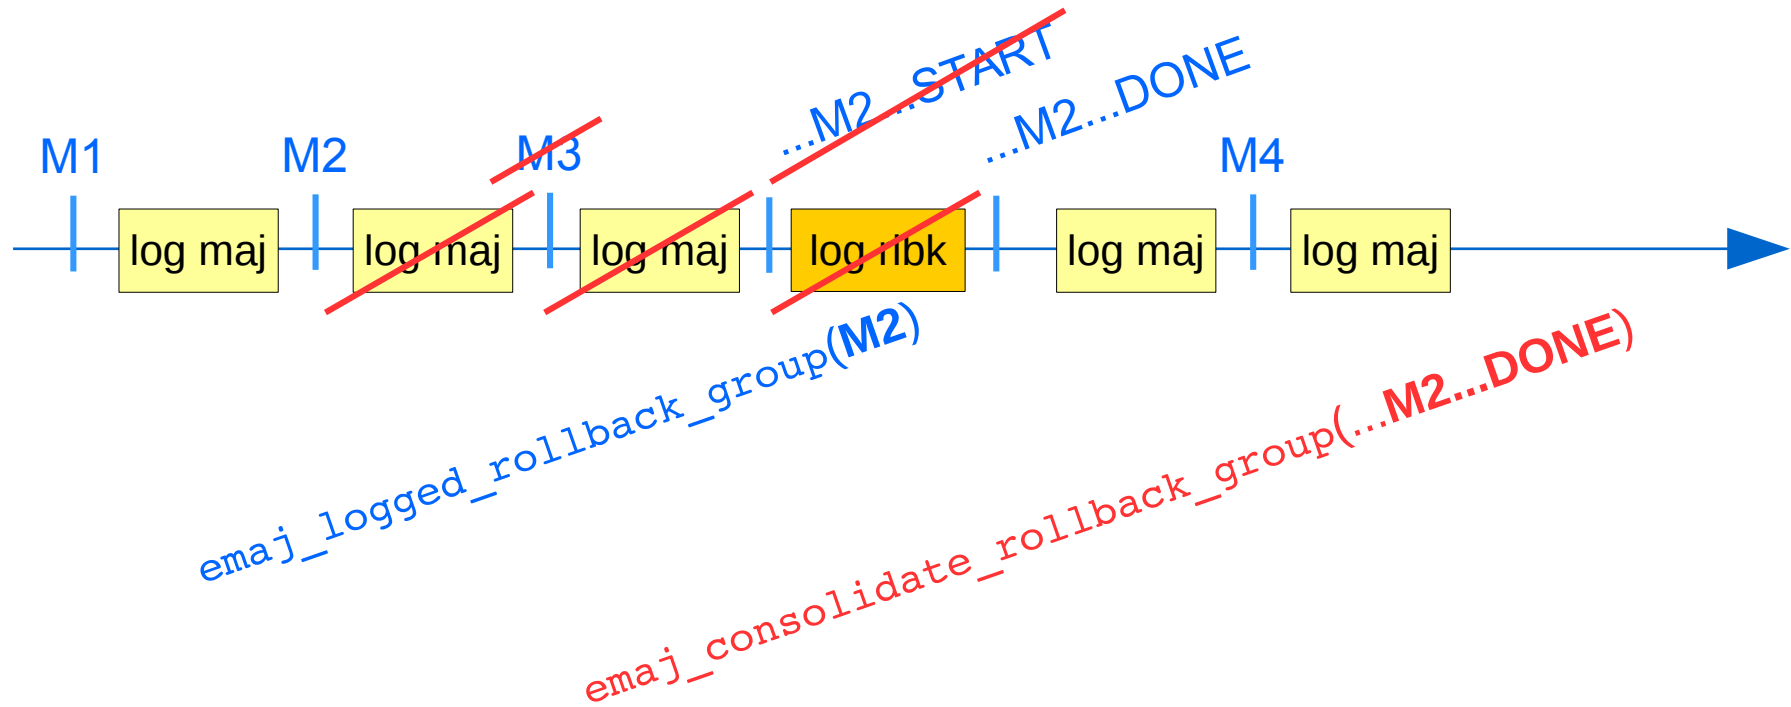 ...M2...START
...M2...DONE
M1
M2
M3
M4
log maj
log maj
log maj
log rlbk
log maj
log maj
emaj_logged_rollback_group(M2)
emaj_consolidate_rollback_group(...M2...DONE)